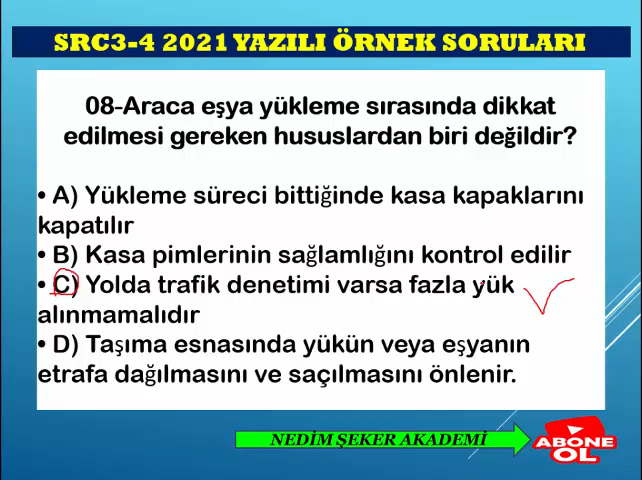 SRC3-4 2021 YAZILI ÖRNEK SORULARI
08-Araca eşya yükleme sırasında dikkat
edilmesi gereken hususlardan biri değildir?
• A) Yükleme süreci bittiğinde kasa kapaklarını
kapatılır
• B) Kasa pimlerinin sağlamlığını kontrol edilir
• C) Yolda trafik denetimi varsa fazla yük
alınmamalıdır
• D) Taşıma esnasında yükün veya eşyanın
etrafa dağılmasını ve saçılmasını önlenir.
NEDİM ŞEKER AKADEMİ
ABONE
OL